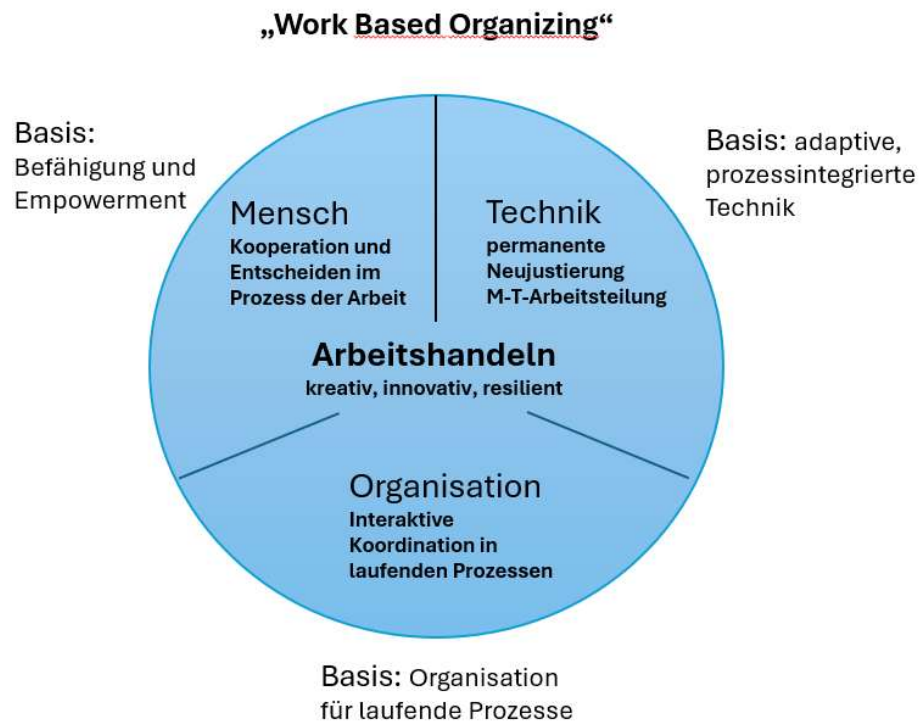 „Work Based Organizing“
Basis:
Befähigung und
Empowerment
Basis: adaptive,
prozessintegrierte
Technik
Mensch
Kooperation und
Entscheiden im
Prozess der Arbeit
Technik
permanente
Neujustierung
M-T-Arbeitsteilung
Arbeitshandeln
kreativ, innovativ, resilient
Organisation
Interaktive
Koordination in
laufenden Prozessen
Basis: Organisation
für laufende Prozesse